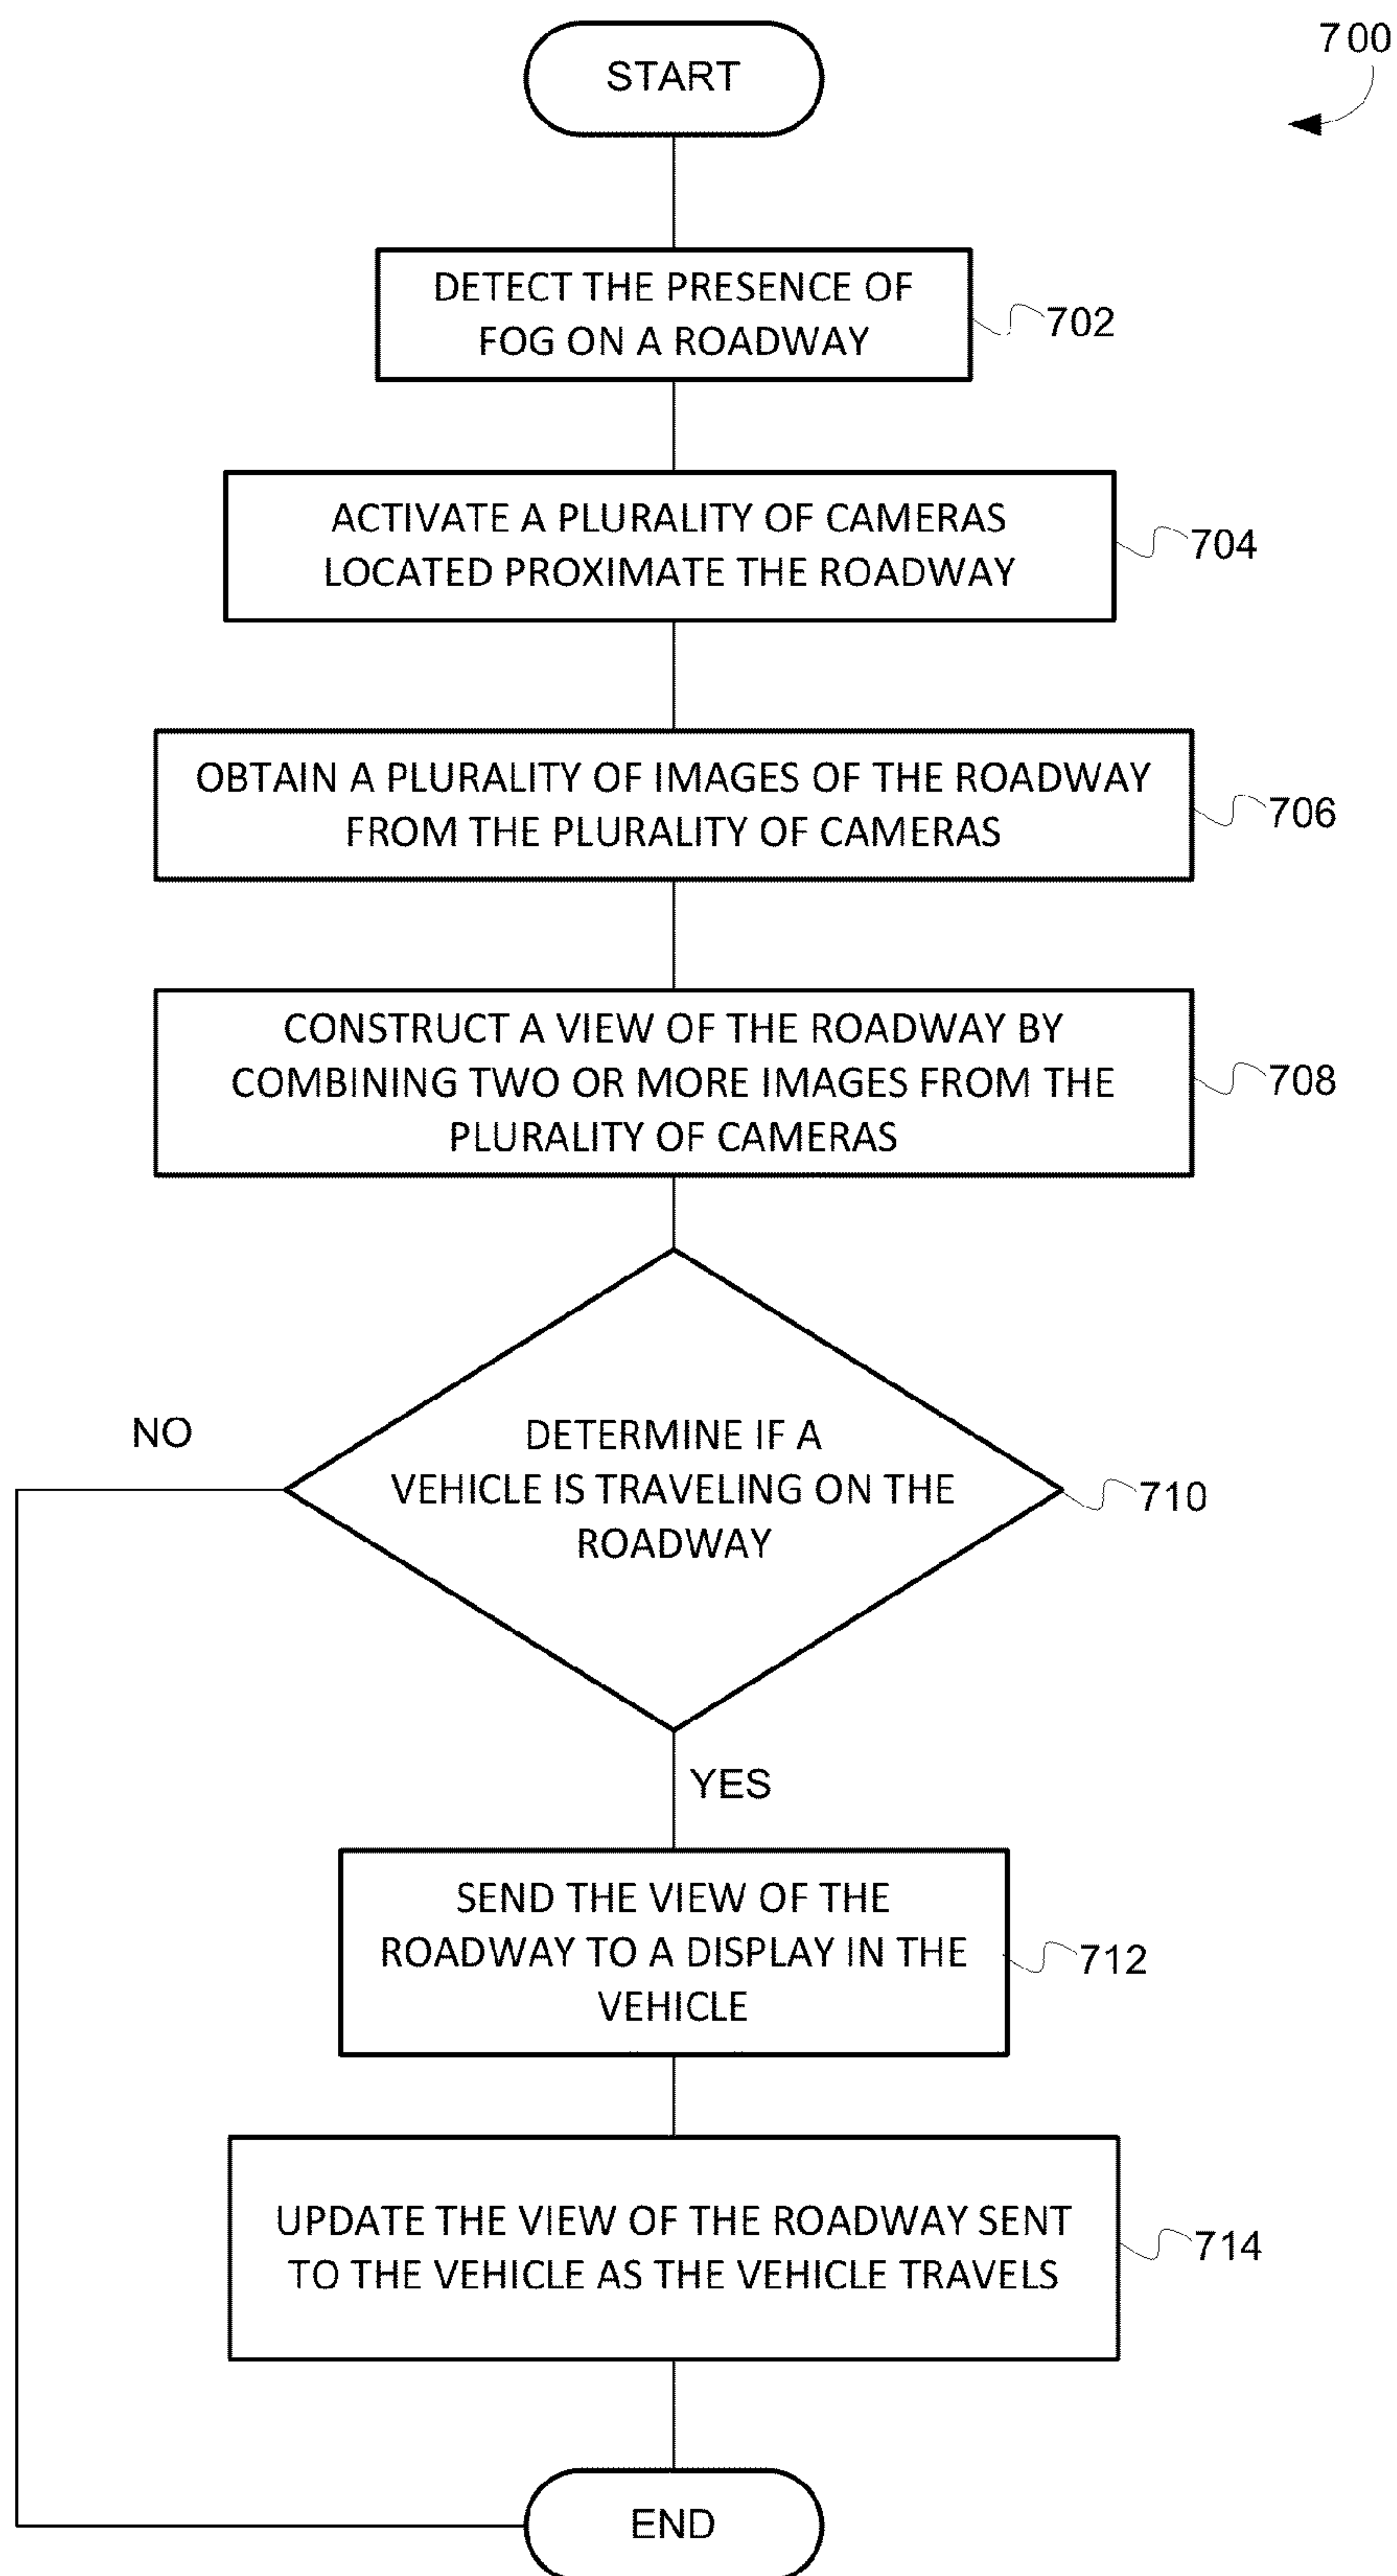 700
START
DETECT THE PRESENCE OF
FOG ON A ROADWAY
702
ACTIVATE A PLURALITY OF CAMERAS
LOCATED PROXIMATE THE ROADWAY
704
OBTAIN A PLURALITY OF IMAGES OF THE ROADWAY
FROM THE PLURALITY OF CAMERAS
706
CONSTRUCT A VIEW OF THE ROADWAY BY
COMBINING TWO OR MORE IMAGES FROM THE
PLURALITY OF CAMERAS
708
DETERMINE IF A
VEHICLE IS TRAVELING ON THE
ROADWAY
710
NO
YES
SEND THE VIEW OF THE
ROADWAY TO A DISPLAY IN THE
VEHICLE
712
UPDATE THE VIEW OF THE ROADWAY SENT
TO THE VEHICLE AS THE VEHICLE TRAVELS
714
END